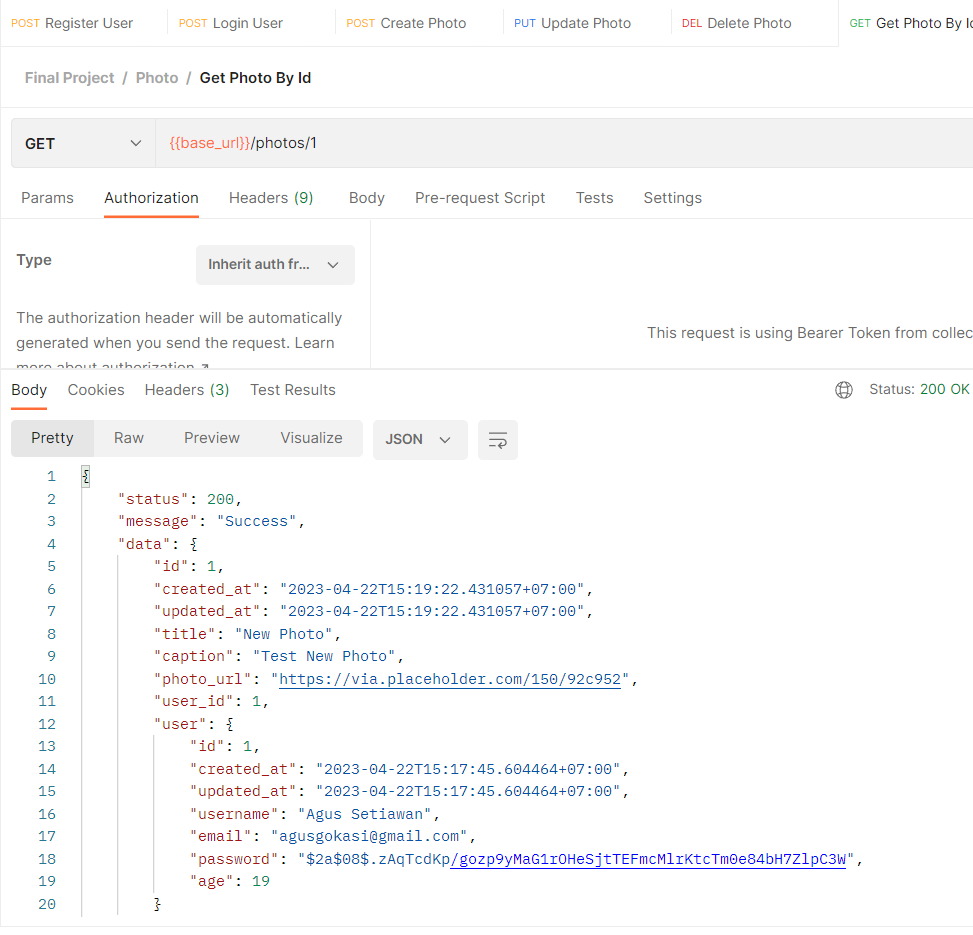 POST Register User POST Login User POST Create Photo PUT Update Photo DEL Delete Photo GET Get Photo By Id
Final Project / Photo / Get Photo By Id
GET {{base_url}}/photos/1
Params Authorization Headers (9) Body Pre-request Script Tests Settings
Type Inherit auth fr...
The authorization header will be automatically
generated when you send the request. Learn
more about authorization ↗
This request is using Bearer Token from collec
Body Cookies Headers (3) Test Results Status: 200 OK
Pretty Raw Preview Visualize JSON
1 {
2 "status": 200,
3 "message": "Success",
4 "data": {
5 "id": 1,
6 "created_at": "2023-04-22T15:19:22.431057+07:00",
7 "updated_at": "2023-04-22T15:19:22.431057+07:00",
8 "title": "New Photo",
9 "caption": "Test New Photo",
10 "photo_url": "https://via.placeholder.com/150/92c952",
11 "user_id": 1,
12 "user": {
13 "id": 1,
14 "created_at": "2023-04-22T15:17:45.604464+07:00",
15 "updated_at": "2023-04-22T15:17:45.604464+07:00",
16 "username": "Agus Setiawan",
17 "email": "agusgokasi@gmail.com",
18 "password": "$2a$08$.zAqTcdKp/gozp9yMaG1rOHeSjtTEFmcMlrKtcTm0e84bH7ZlpC3W",
19 "age": 19
20 }